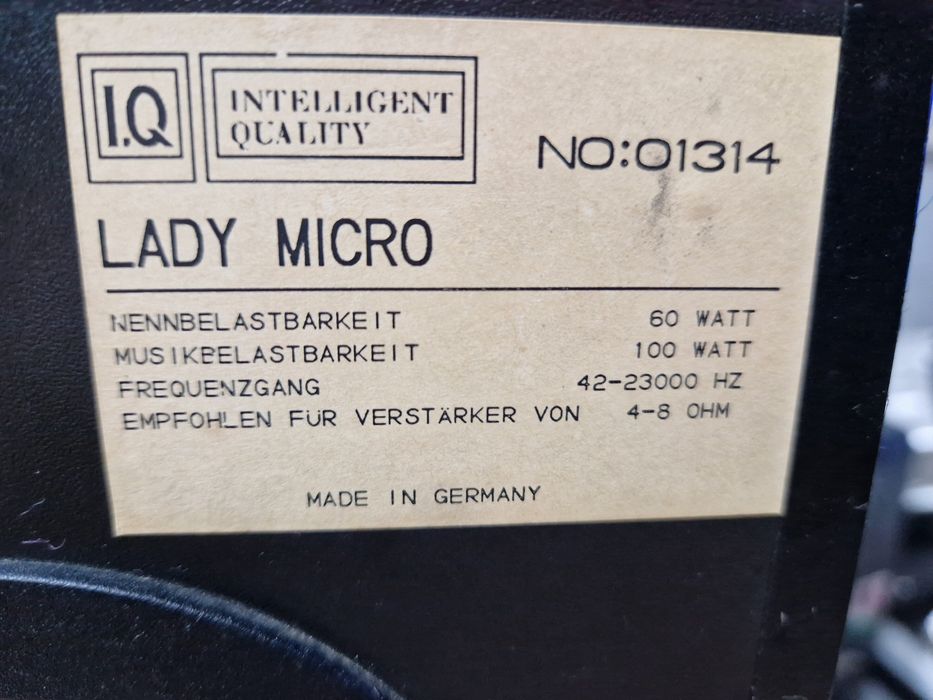 I.Q INTELLIGENT
QUALITY
NO:01314
LADY MICRO
NENNBELASTBARKEIT 60 WATT
MUSIKBELASTBARKEIT 100 WATT
FREQUENZGANG 42-23000 HZ
EMPFOHLEN FÜR VERSTÄRKER VON 4-8 OHM
MADE IN GERMANY